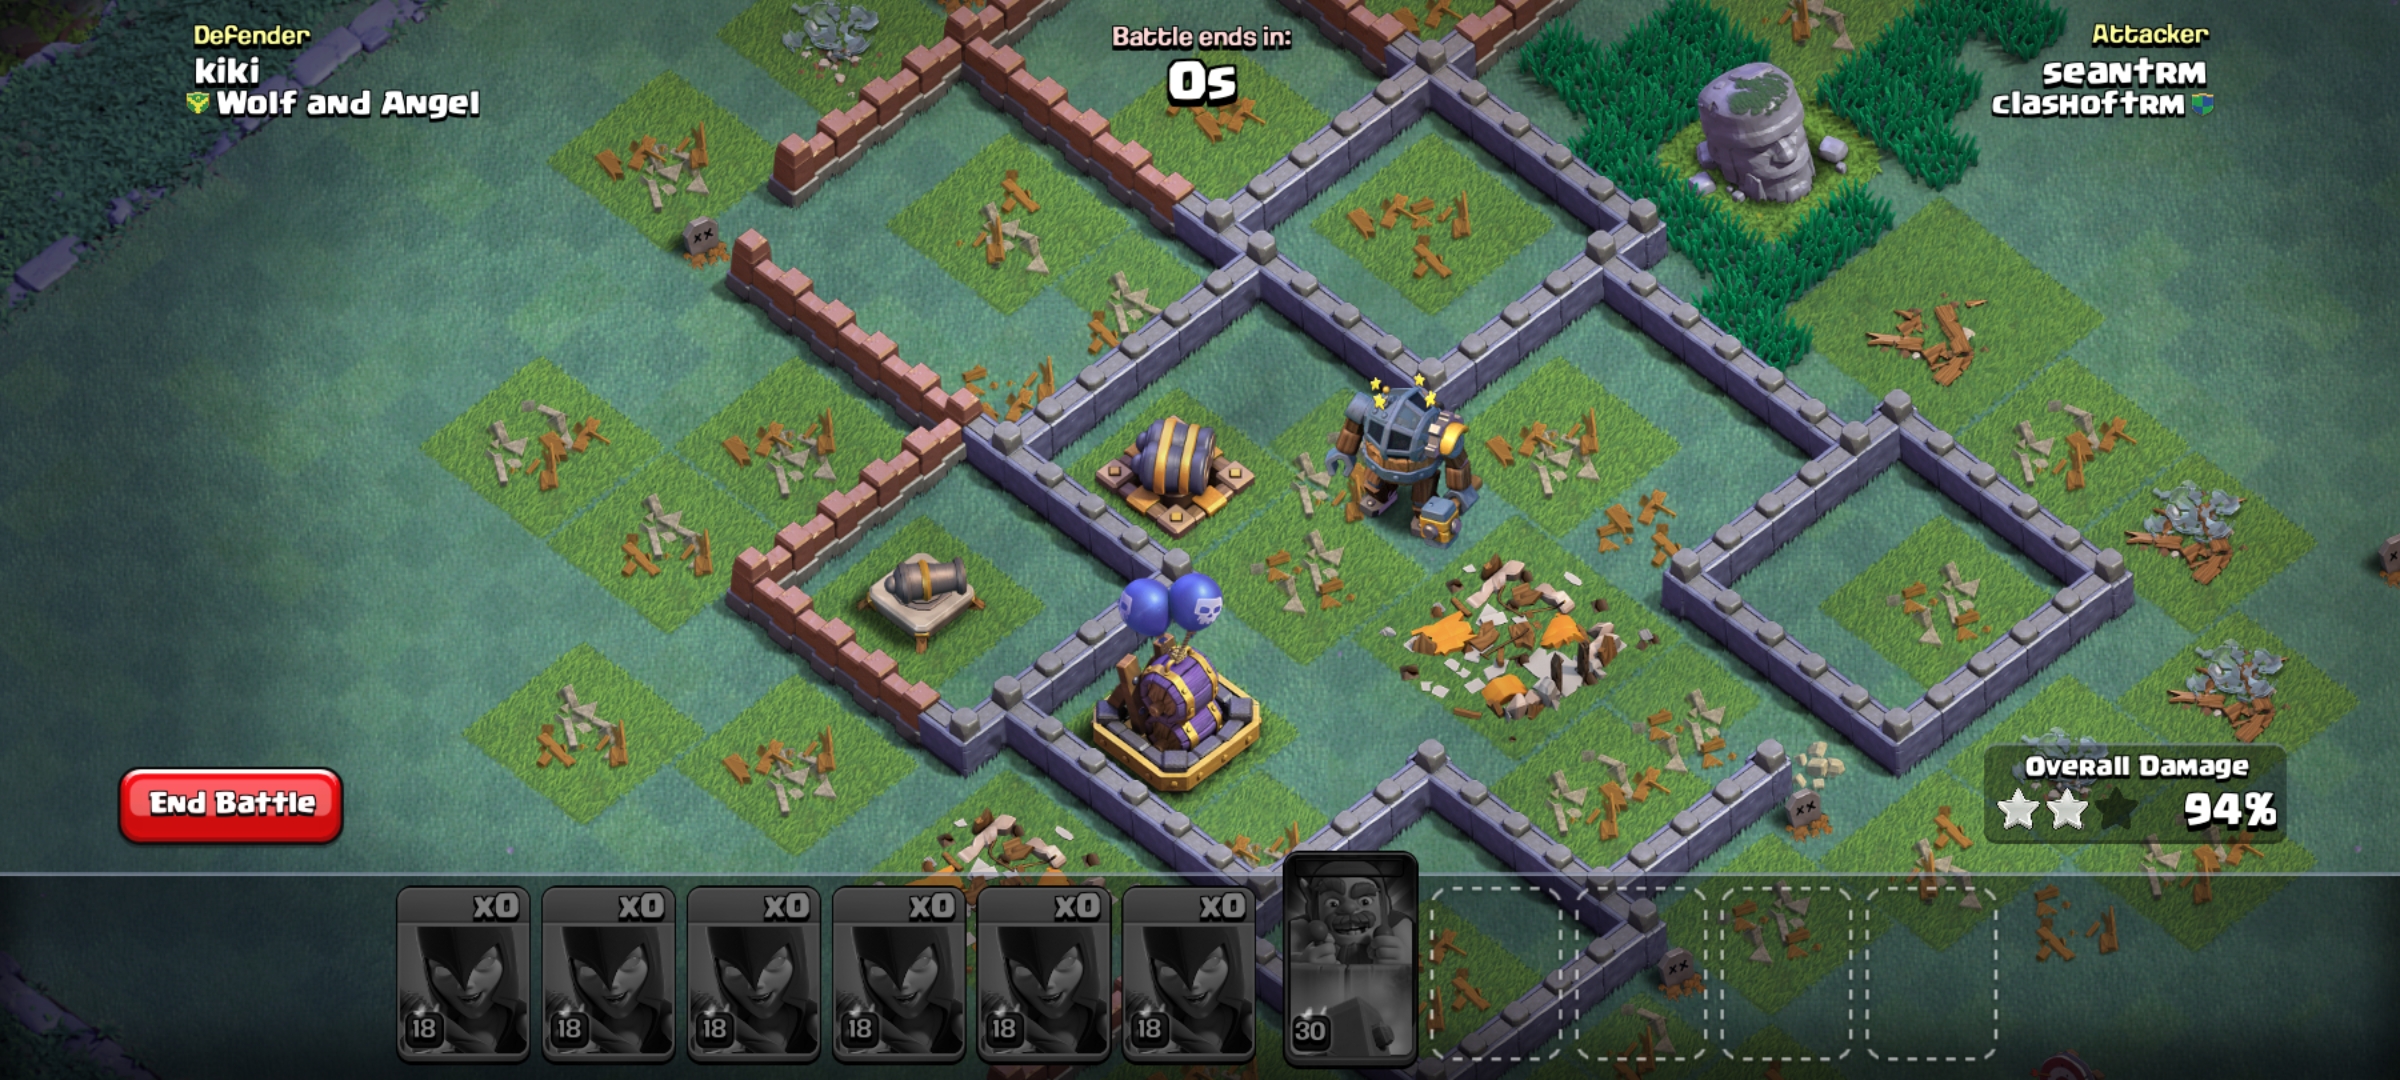 Defender
kiki
Wolf and Angel
Battle ends in:
0s
Attacker
seantRM
clashoftRM
End Battle
Overall Damage
94%
x0 x0 x0 x0 x0 x0
18 18 18 18 18 18 30